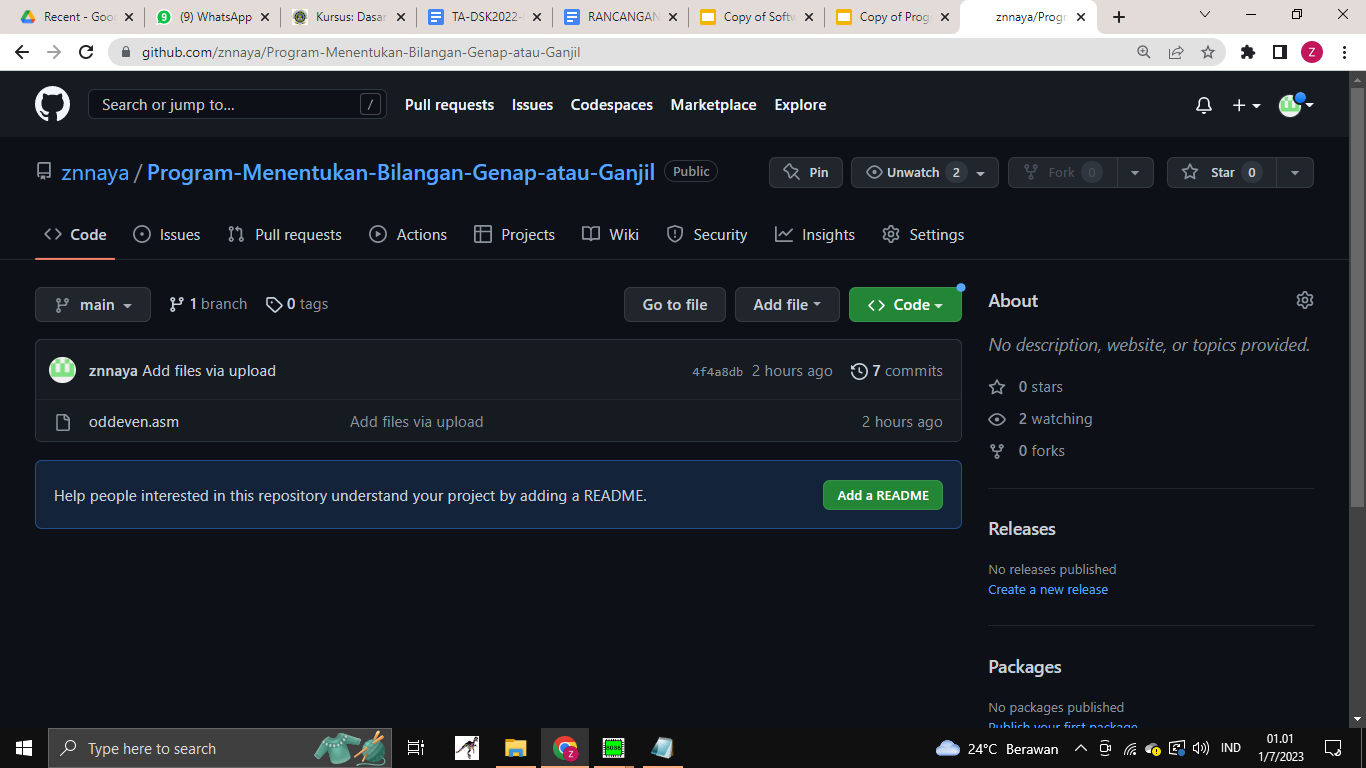 Recent - Goo
(9) WhatsApp
Kursus: Dasar
TA-DSK2022-
RANCANGAN
Copy of Softw
Copy of Prog
znnaya/Progr
github.com/znnaya/Program-Menentukan-Bilangan-Genap-atau-Ganjil
Z
Search or jump to...
/
Pull requests
Issues
Codespaces
Marketplace
Explore
znnaya / Program-Menentukan-Bilangan-Genap-atau-Ganjil
Public
Pin
Unwatch 2
Fork 0
Star 0
Code
Issues
Pull requests
Actions
Projects
Wiki
Security
Insights
Settings
main
1 branch
0 tags
Go to file
Add file
Code
znnaya Add files via upload
4f4a8db 2 hours ago
7 commits
oddeven.asm
Add files via upload
2 hours ago
Help people interested in this repository understand your project by adding a README.
Add a README
About
No description, website, or topics provided.
0 stars
2 watching
0 forks
Releases
No releases published
Create a new release
Packages
No packages published
Publish your first package
Type here to search
Z
8086
24°C Berawan
IND
01.01
1/7/2023